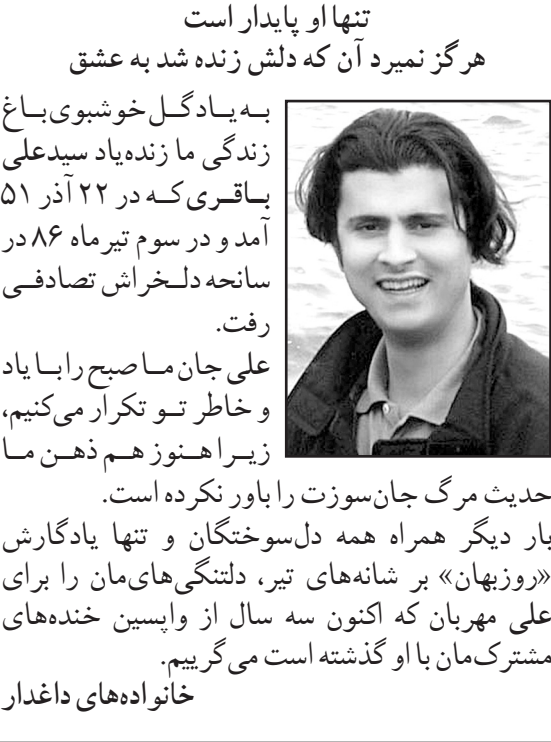 تنها او پایدار است
هرگز نمیرد آن که دلش زنده شد به عشق
به یاد گل خوشبوی باغ
زندگی ما زنده‌یاد سیدعلی
باقری که در ۲۲ آذر ۵۱
آمد و در سوم تیرماه ۸۶ در
سانحه دلخراش تصادفی
رفت.
علی جان ما صبح را با یاد
و خاطر تو تکرار می‌کنیم،
زیرا هنوز هم ذهن ما
حدیث مرگ جان‌سوزت را باور نکرده است.
بار دیگر همراه همه دل‌سوختگان و تنها یادگارش
«روزبهان» بر شانه‌های تیر، دلتنگی‌های‌مان را برای
علی مهربان که اکنون سه سال از واپسین خنده‌های
مشترک‌مان با او گذشته است می‌گرییم.
خانواده‌های داغدار